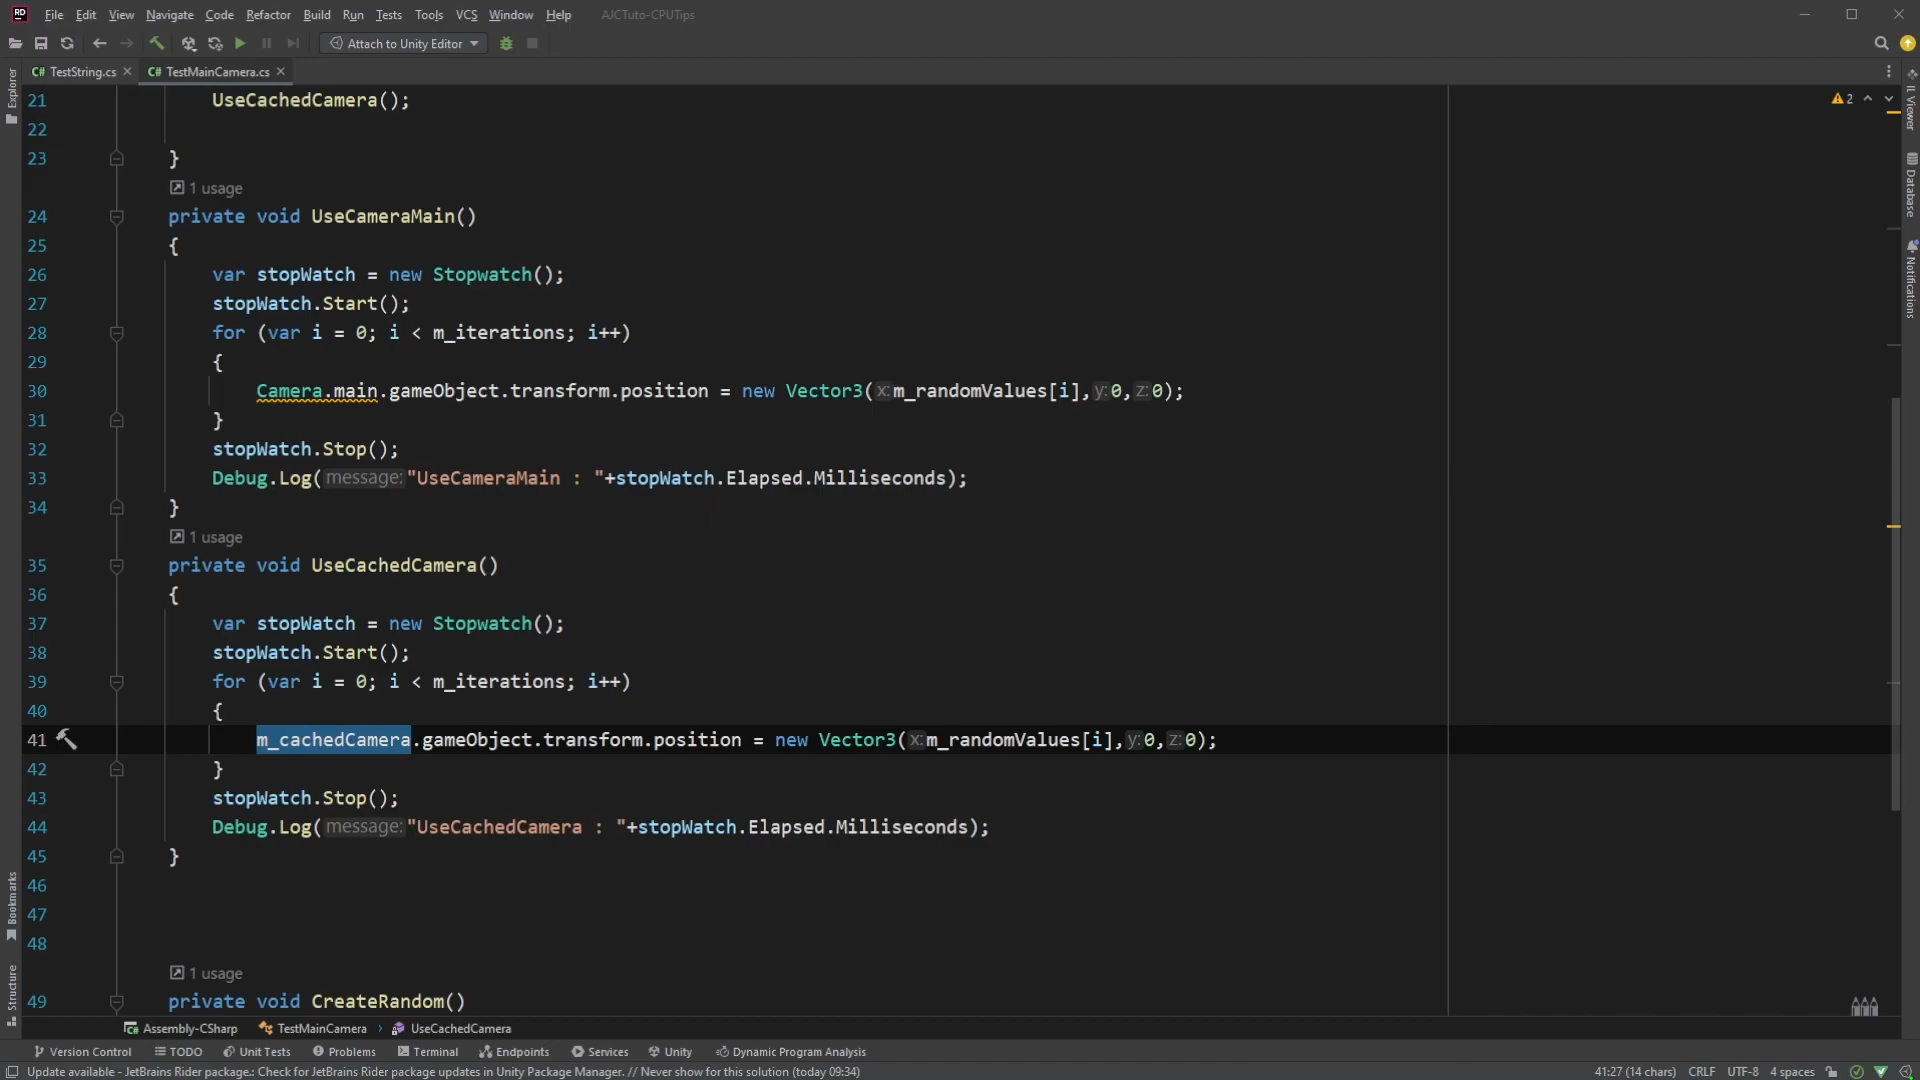 RD File Edit View Navigate Code Refactor Build Run Tests Tools VCS Window Help AJCTuto-CPUTips
Attach to Unity Editor
C# TestString.cs C# TestMainCamera.cs
Explorer
IL Viewer
Database
Notifications
2
21 UseCachedCamera();
22
23 }
1 usage
24 private void UseCameraMain()
25 {
26 var stopWatch = new Stopwatch();
27 stopWatch.Start();
28 for (var i = 0; i < m_iterations; i++)
29 {
30 Camera.main.gameObject.transform.position = new Vector3(x:m_randomValues[i],y:0,z:0);
31 }
32 stopWatch.Stop();
33 Debug.Log(message:"UseCameraMain : "+stopWatch.Elapsed.Milliseconds);
34 }
1 usage
35 private void UseCachedCamera()
36 {
37 var stopWatch = new Stopwatch();
38 stopWatch.Start();
39 for (var i = 0; i < m_iterations; i++)
40 {
41 m_cachedCamera.gameObject.transform.position = new Vector3(x:m_randomValues[i],y:0,z:0);
42 }
43 stopWatch.Stop();
44 Debug.Log(message:"UseCachedCamera : "+stopWatch.Elapsed.Milliseconds);
45 }
46
47
48
1 usage
49 private void CreateRandom()
Bookmarks
Structure
Assembly-CSharp TestMainCamera › UseCachedCamera
Version Control TODO Unit Tests Problems Terminal Endpoints Services Unity Dynamic Program Analysis
Update available - JetBrains Rider package.: Check for JetBrains Rider package updates in Unity Package Manager. // Never show for this solution (today 09:34) 41:27 (14 chars) CRLF UTF-8 4 spaces